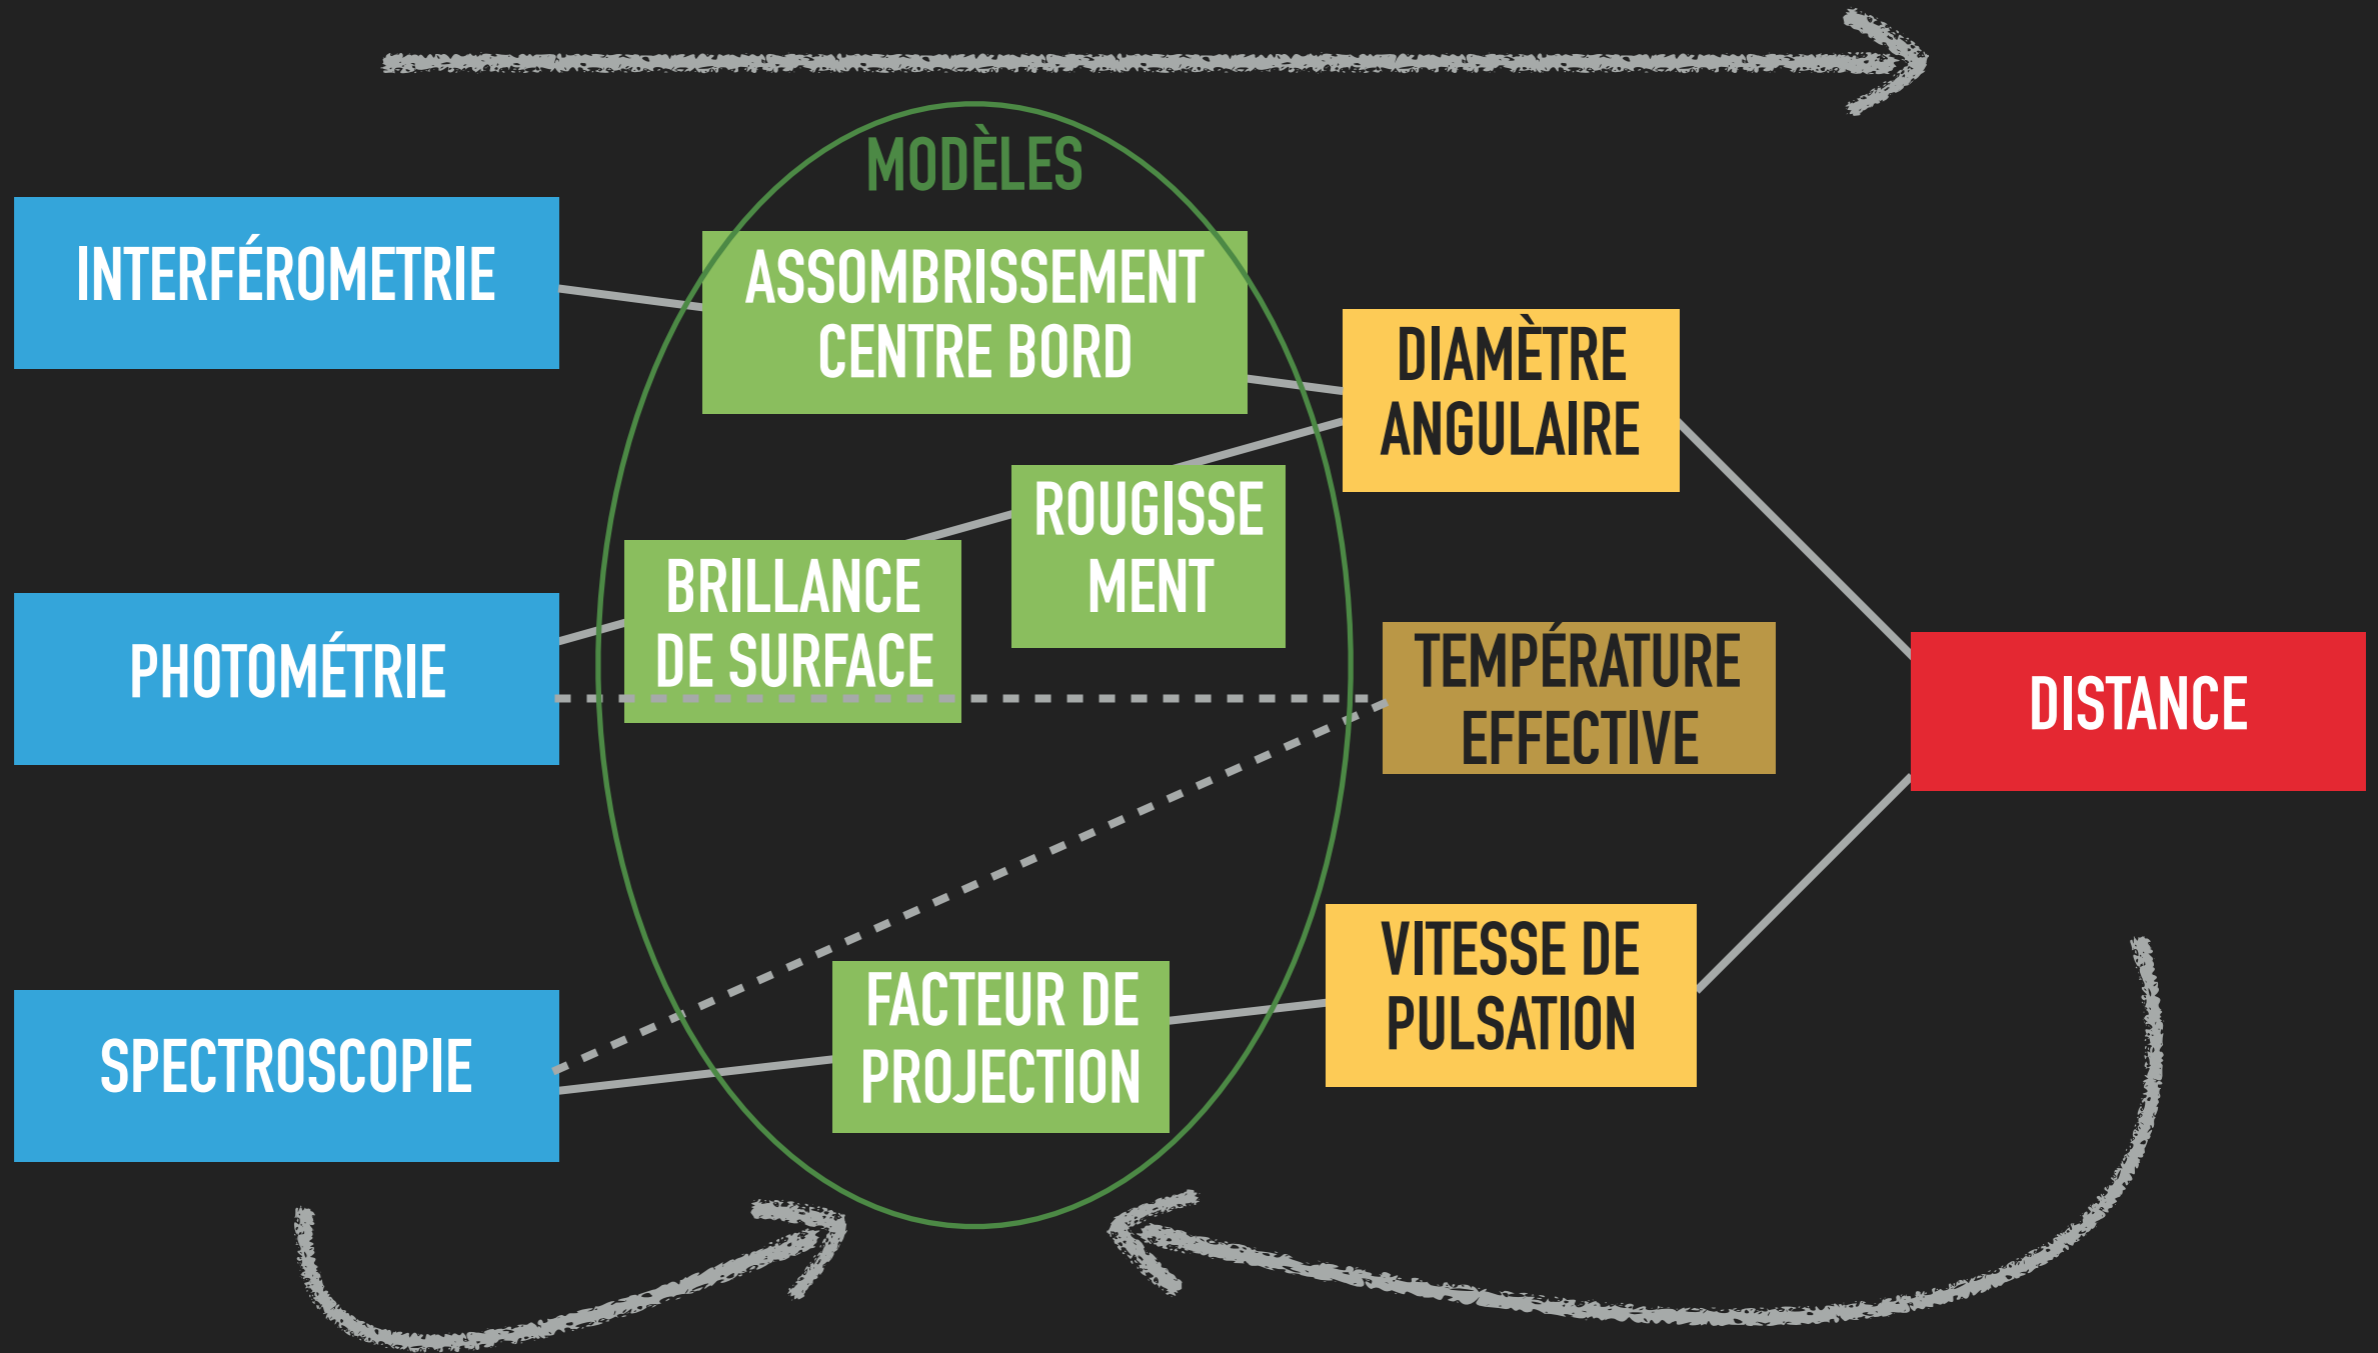 MODÈLES
INTERFÉROMETRIE
ASSOMBRISSEMENT
CENTRE BORD
DIAMÈTRE
ANGULAIRE
ROUGISSE
MENT
BRILLANCE
DE SURFACE
PHOTOMÉTRIE
TEMPÉRATURE
EFFECTIVE
DISTANCE
VITESSE DE
PULSATION
FACTEUR DE
PROJECTION
SPECTROSCOPIE